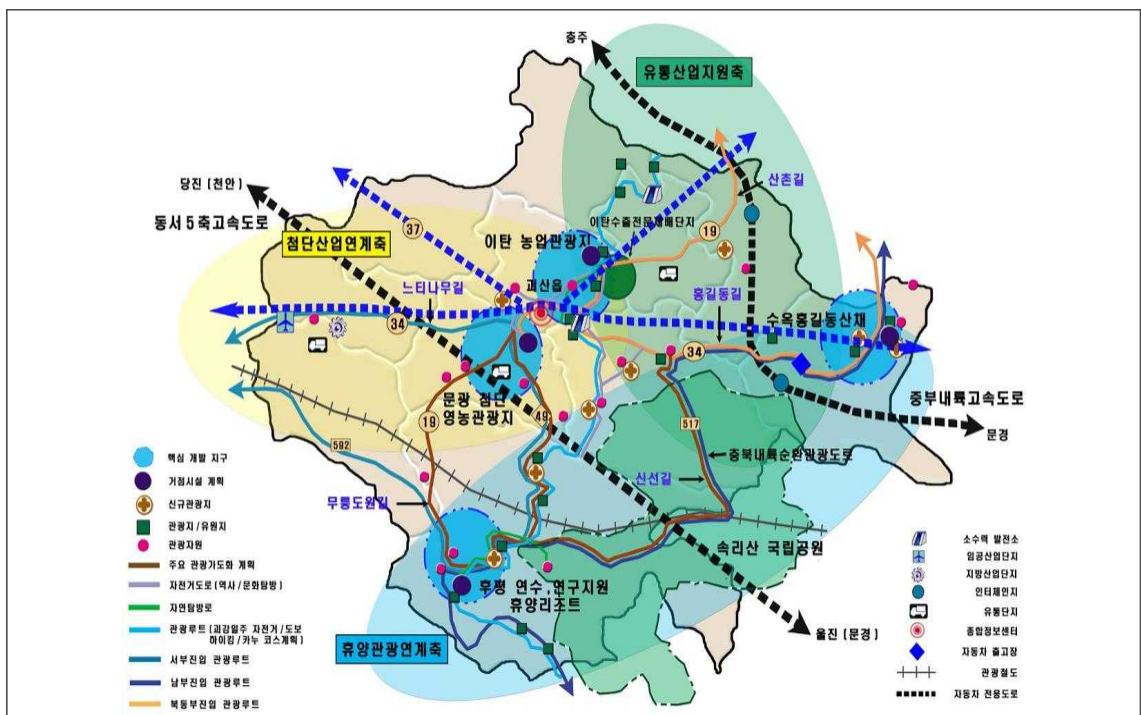 충주
유통산업지원축
당진 (천안)
동서5축고속도로
산촌길
이탄수출전문재배단지
37
19
첨단산업연계축
이탄 농업관광지
느티나무길
괴산읍
홍길동길
수옥홍길동산채
34
34
문광 첨단
영농관광지
19
49
중부내륙고속도로
문경
592
517
충북내륙순환관광도로
신선길
무릉도원길
속리산 국립공원
후평 연수,연구지원
휴양리조트
울진 (문경)
휴양관광연계축
핵심 개발 지구
거점시설 계획
신규관광지
관광지/유원지
관광자원
주요 관광가도화 계획
자전거도로(역사/문화탐방)
자연탐방로
관광루트(괴강일주 자전거/도보
하이킹/카누 코스계획)
서부진입 관광루트
남부진입 관광루트
북동부진입 관광루트
소수력 발전소
임공산업단지
지방산업단지
인터체인지
유통단지
종합정보센터
자동차 출고장
관광철도
자동차 전용도로